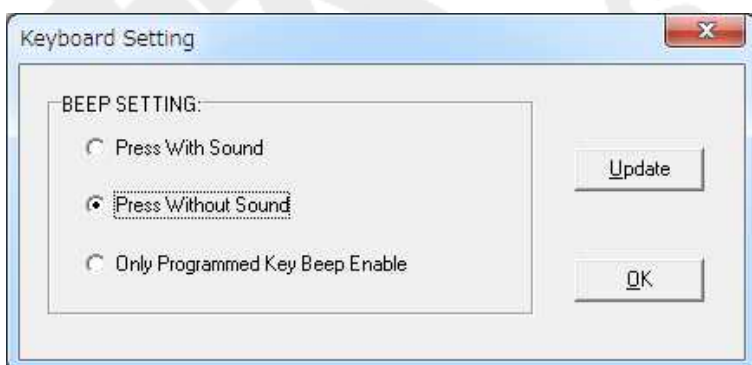 Keyboard Setting
BEEP SETTING:
Press With Sound
Update
Press Without Sound
Only Programmed Key Beep Enable
OK